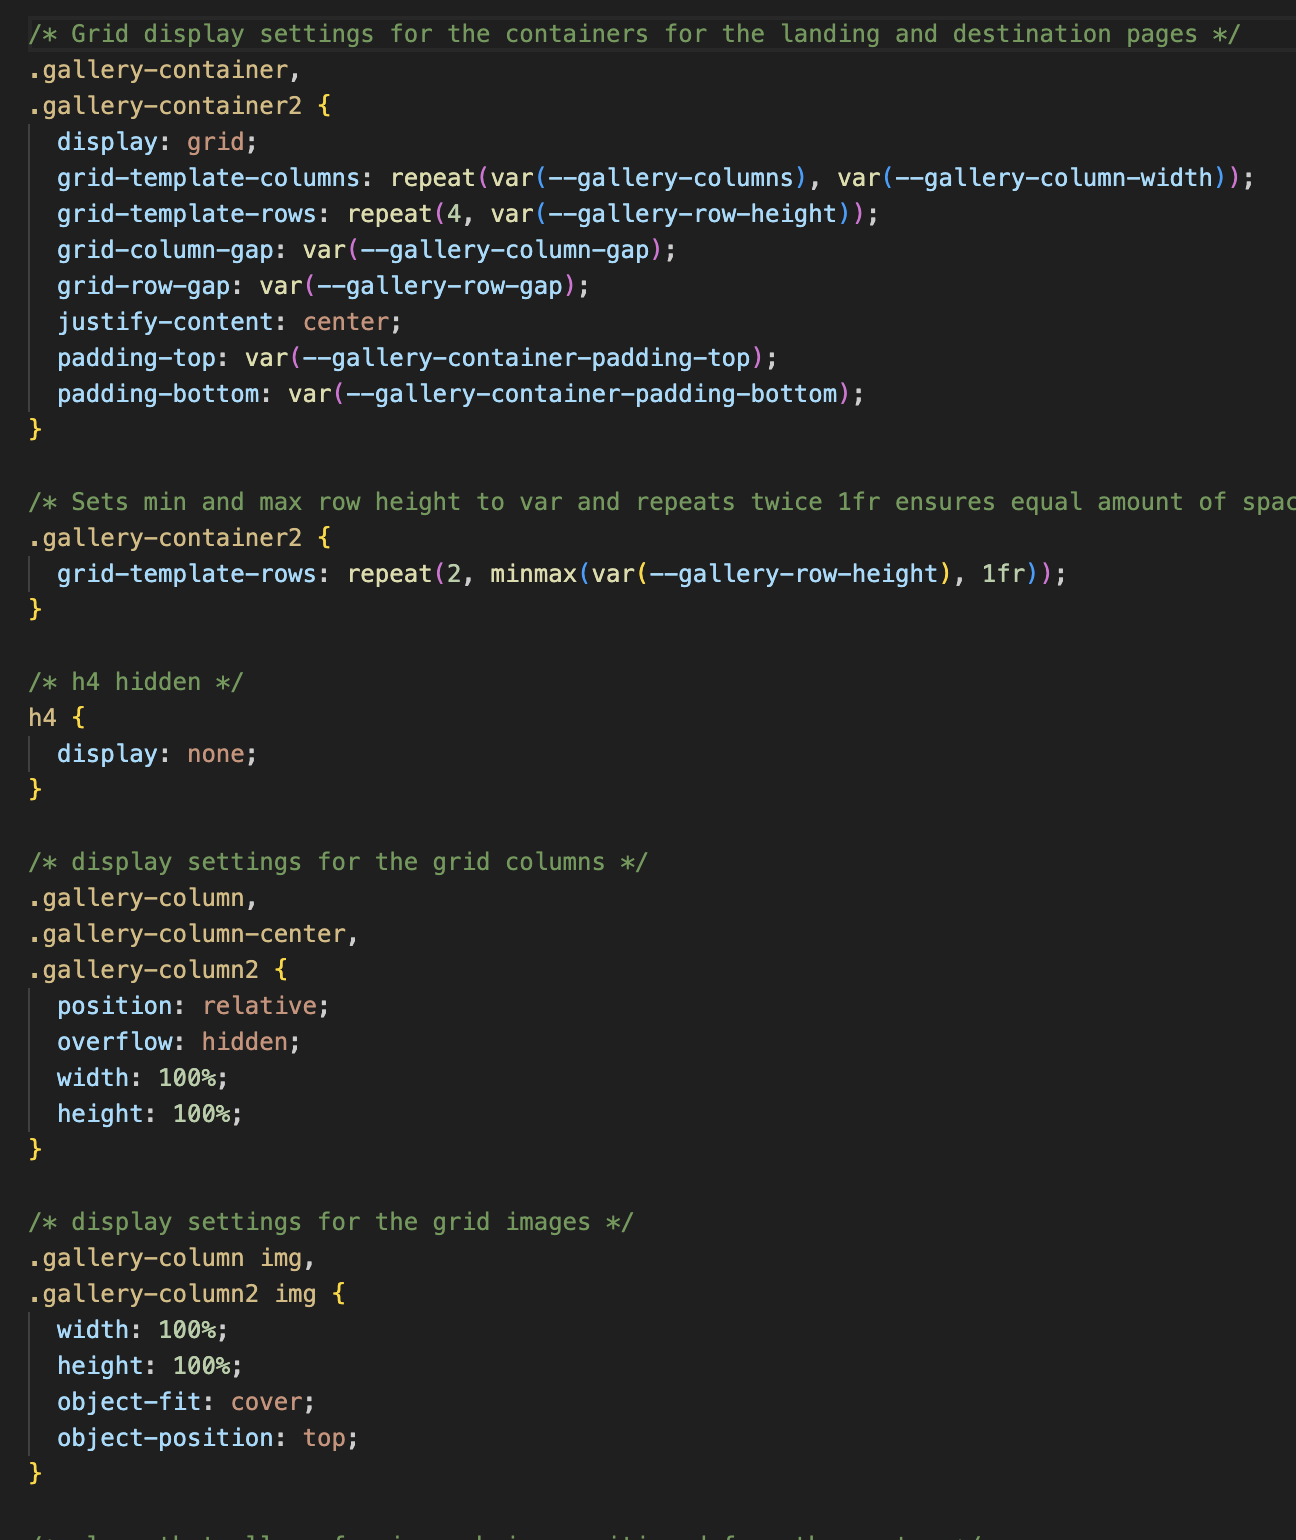 /* Grid display settings for the containers for the landing and destination pages */
.gallery-container,
.gallery-container2 {
  display: grid;
  grid-template-columns: repeat(var(--gallery-columns), var(--gallery-column-width));
  grid-template-rows: repeat(4, var(--gallery-row-height));
  grid-column-gap: var(--gallery-column-gap);
  grid-row-gap: var(--gallery-row-gap);
  justify-content: center;
  padding-top: var(--gallery-container-padding-top);
  padding-bottom: var(--gallery-container-padding-bottom);
}

/* Sets min and max row height to var and repeats twice 1fr ensures equal amount of spac
.gallery-container2 {
  grid-template-rows: repeat(2, minmax(var(--gallery-row-height), 1fr));
}

/* h4 hidden */
h4 {
  display: none;
}

/* display settings for the grid columns */
.gallery-column,
.gallery-column-center,
.gallery-column2 {
  position: relative;
  overflow: hidden;
  width: 100%;
  height: 100%;
}

/* display settings for the grid images */
.gallery-column img,
.gallery-column2 img {
  width: 100%;
  height: 100%;
  object-fit: cover;
  object-position: top;
}